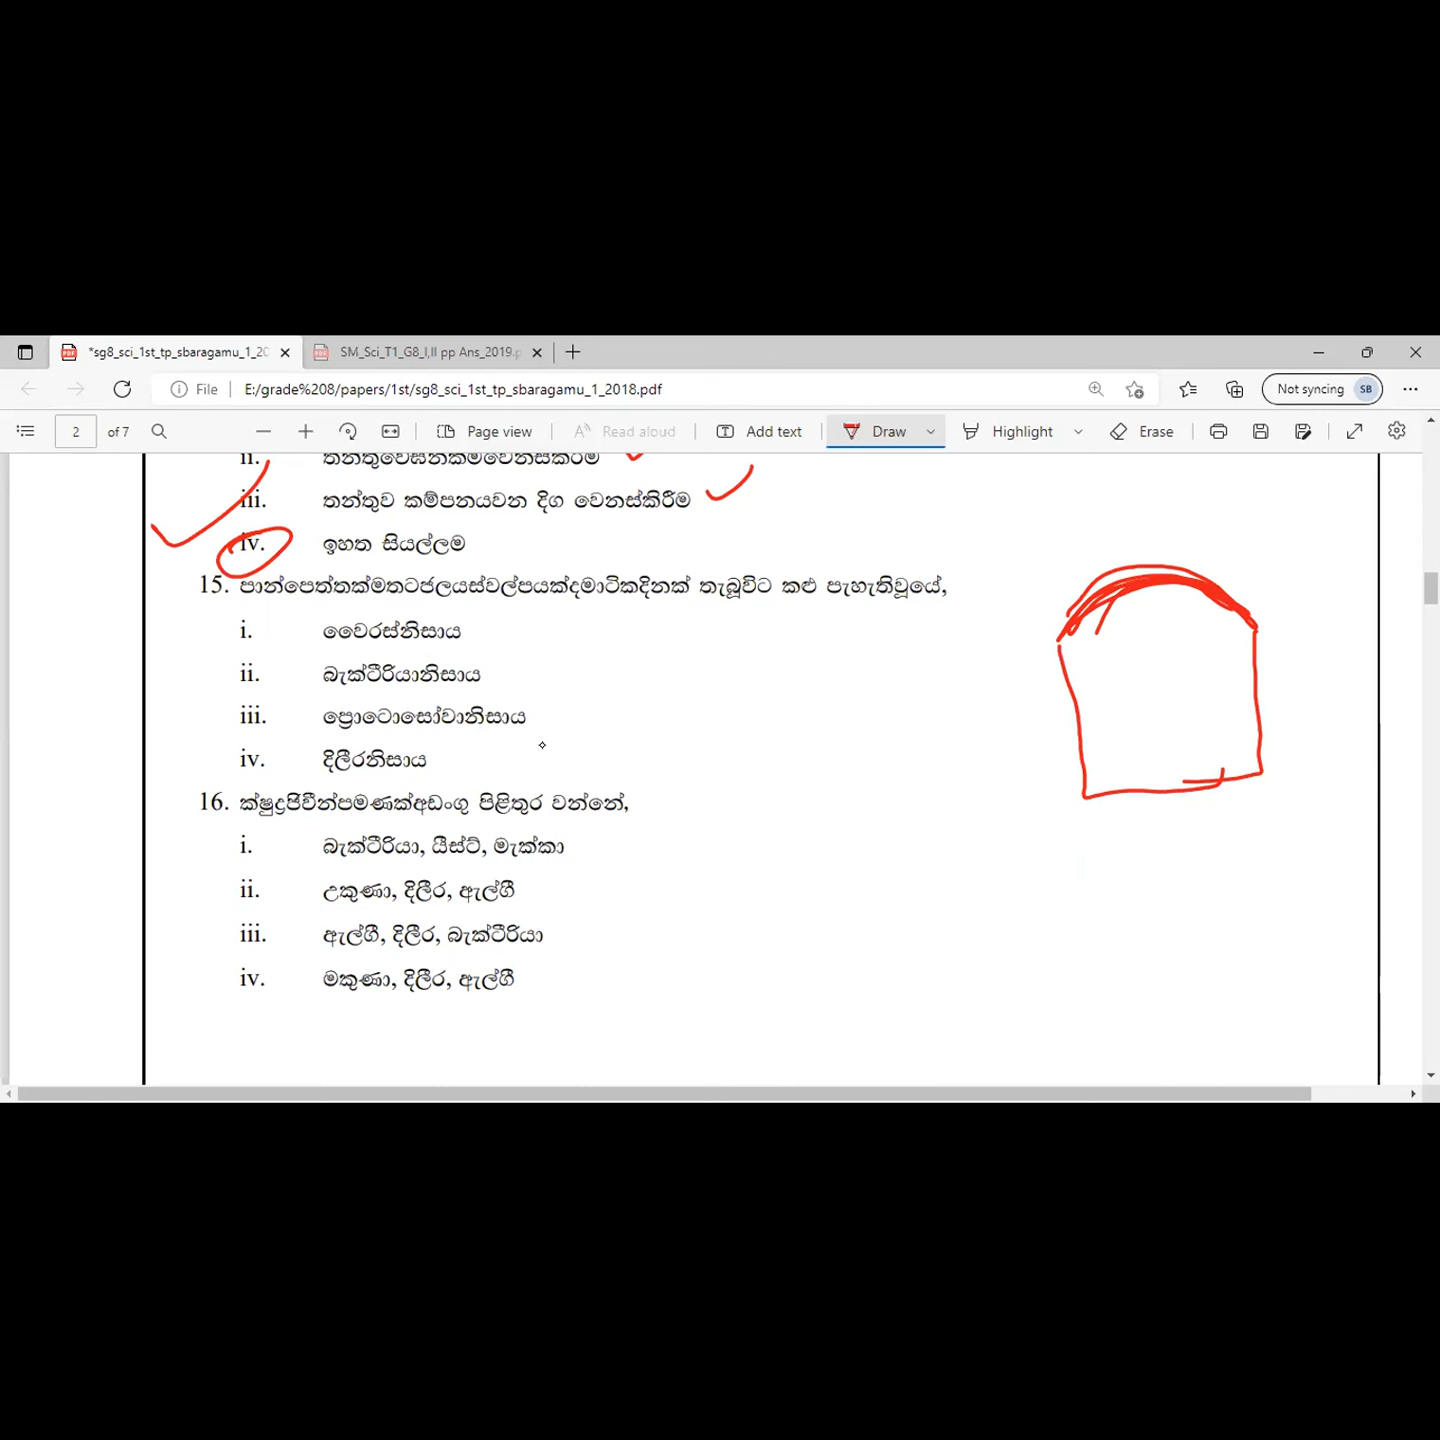 *sg8_sci_1st_tp_sbaragamu_1_20
SM_Sci_T1_G8_I,II pp Ans_2019.p
File E:/grade%208/papers/1st/sg8_sci_1st_tp_sbaragamu_1_2018.pdf Not syncing SB
2 of 7 Page view Read aloud Add text Draw Highlight Erase
ii.
iii. තන්තුව කම්පනයවන දිග වෙනස්කිරීම
iv. ඉහත සියල්ලම
15. පාන්පෙත්තක්මතටජලයස්වල්පයක්දමාටිකදිනක් තැබූවිට කළු පැහැතිවූයේ,
i. වෛරස්නිසාය
ii. බැක්ටීරියානිසාය
iii. ප්‍රොටොසෝවානිසාය
iv. දිලීරනිසාය
16. ක්ෂුද්‍රජීවීන්පමණක්අඩංගු පිළිතුර වන්නේ,
i. බැක්ටීරියා, යීස්ට්, මැක්කා
ii. උකුණා, දිලීර, ඇල්ගී
iii. ඇල්ගී, දිලීර, බැක්ටීරියා
iv. මකුණා, දිලීර, ඇල්ගී